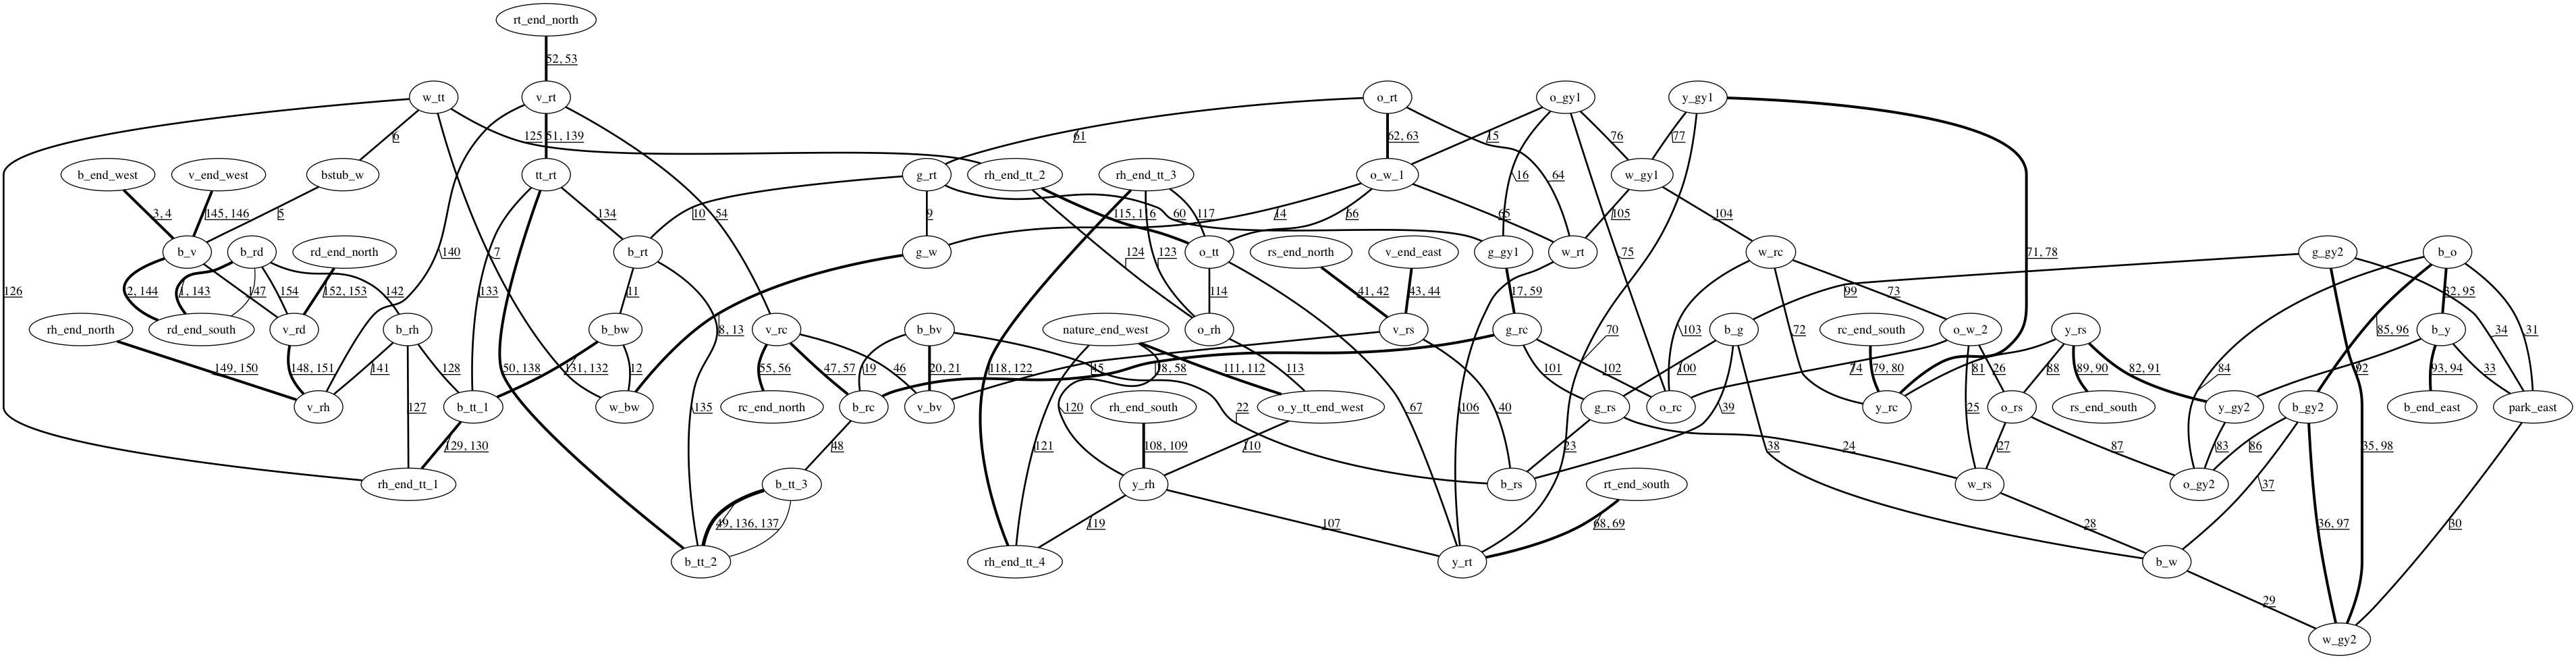 rt_end_north
52, 53
w_tt
v_rt
o_rt
o_gy1
y_gy1
6
125
51, 139
61
62, 63
15
76
77
b_end_west
v_end_west
bstub_w
tt_rt
g_rt
rh_end_tt_2
rh_end_tt_3
o_w_1
w_gy1
3, 4
145, 146
5
134
10
54
9
115, 116
60
117
66
14
65
16
64
105
104
b_v
b_rd
rd_end_north
b_rt
g_w
o_tt
rs_end_north
v_end_east
g_gy1
w_rt
w_rc
g_gy2
b_o
140
7
124
123
75
71, 78
126
2, 144
1, 143
147
154
152, 153
142
133
11
114
41, 42
43, 44
17, 59
99
73
32, 95
rh_end_north
rd_end_south
v_rd
b_rh
b_bw
8, 13
v_rc
b_bv
nature_end_west
o_rh
v_rs
g_rc
70
103
b_g
72
rc_end_south
o_w_2
y_rs
85, 96
b_y
34
31
149, 150
148, 151
141
128
50, 138
131, 132
12
55, 56
47, 57
19
46
20, 21
45
18, 58
111, 112
113
101
102
100
79, 80
74
81
26
88
89, 90
82, 91
84
92
93, 94
33
v_rh
127
b_tt_1
w_bw
135
rc_end_north
b_rc
v_bv
120
rh_end_south
22
o_y_tt_end_west
67
106
40
g_rs
o_rc
39
y_rc
25
o_rs
rs_end_south
y_gy2
b_gy2
b_end_east
park_east
129, 130
48
121
108, 109
110
23
38
24
27
87
83
86
35, 98
rh_end_tt_1
b_tt_3
y_rh
b_rs
rt_end_south
w_rs
o_gy2
37
49, 136, 137
118, 122
119
107
68, 69
28
36, 97
30
b_tt_2
rh_end_tt_4
y_rt
b_w
29
w_gy2